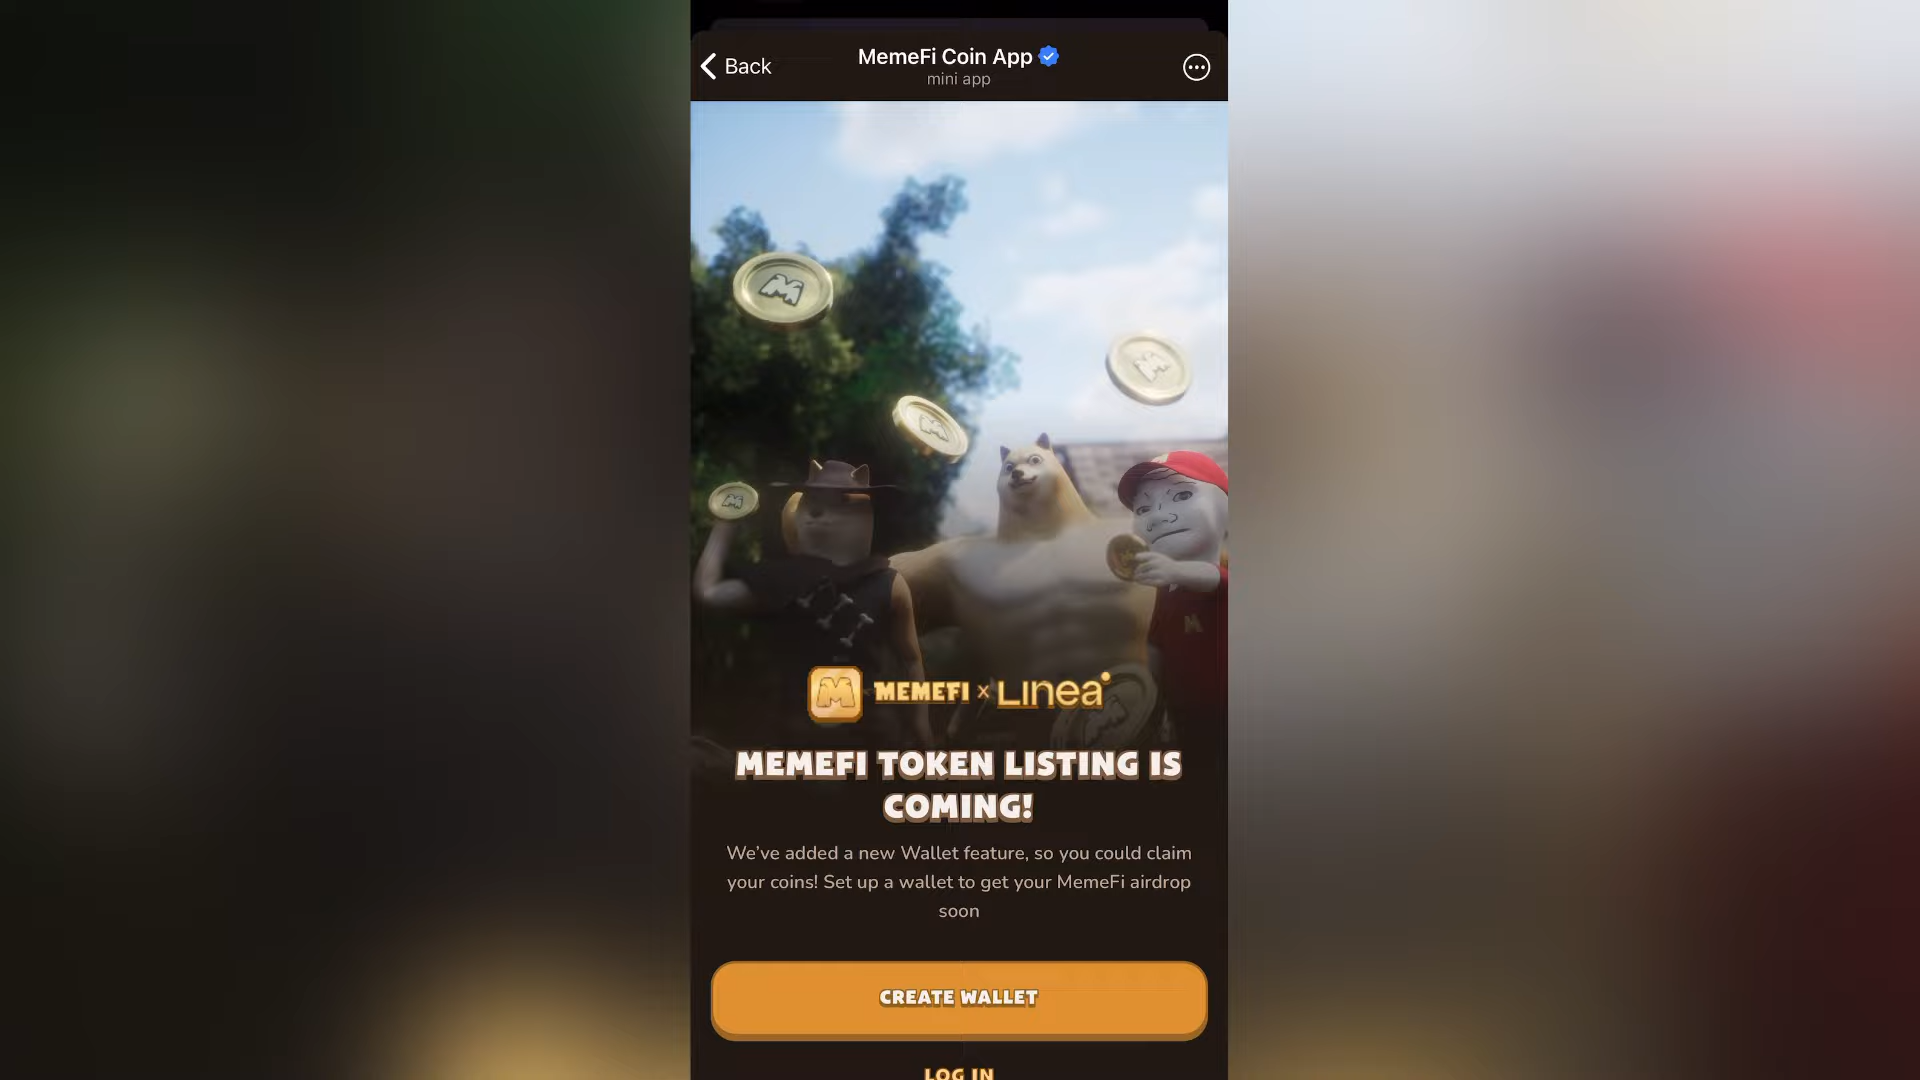 Back
MemeFi Coin App
mini app
MEMEFI x Linea
MEMEFI TOKEN LISTING IS
COMING!
We've added a new Wallet feature, so you could claim
your coins! Set up a wallet to get your MemeFi airdrop
soon
CREATE WALLET
LOG IN